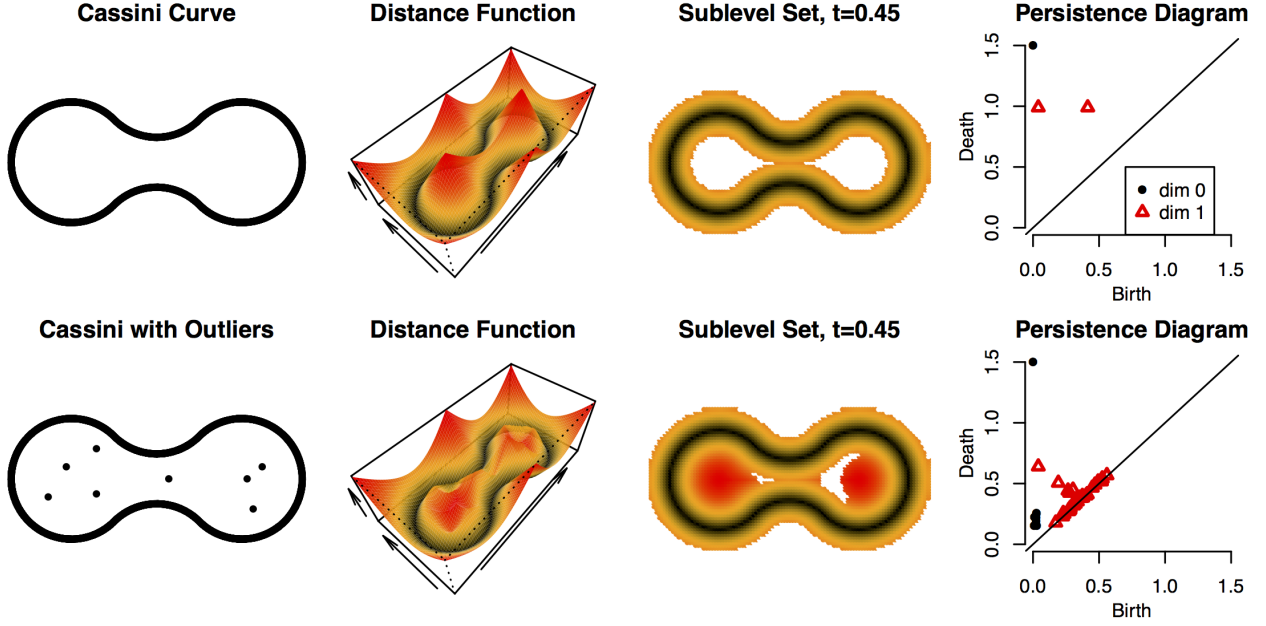 Cassini Curve
Distance Function
Sublevel Set, t=0.45
Persistence Diagram
Death
0.0
0.5
1.0
1.5
dim 0
dim 1
0.0 0.5 1.0 1.5
Birth
Cassini with Outliers
Distance Function
Sublevel Set, t=0.45
Persistence Diagram
Death
0.0
0.5
1.0
1.5
0.0 0.5 1.0 1.5
Birth